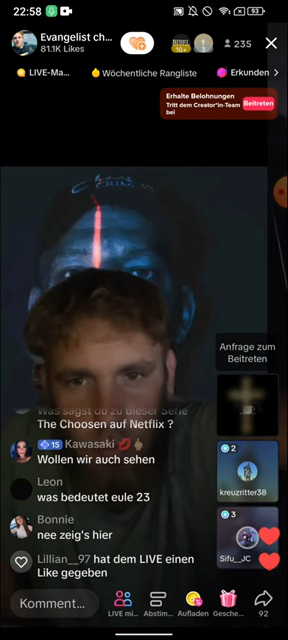 22:58
93
Evangelist ch...
81.1K Likes
10+
3
235
LIVE-Ma...
Wöchentliche Rangliste
Erkunden
Erhalte Belohnungen
Tritt dem Creator*in-Team bei
Beitreten
Anfrage zum
Beitreten
Was sagst du zu dieser Serie
The Choosen auf Netflix ?
15 Kawasaki
Wollen wir auch sehen
2
kreuzritter38
Leon
was bedeutet eule 23
3
Sifu__JC
Bonnie
nee zeig's hier
Lillian__97 hat dem LIVE einen
Like gegeben
Komment...
LIVE mi...
Abstim...
Aufladen
Gesche...
92